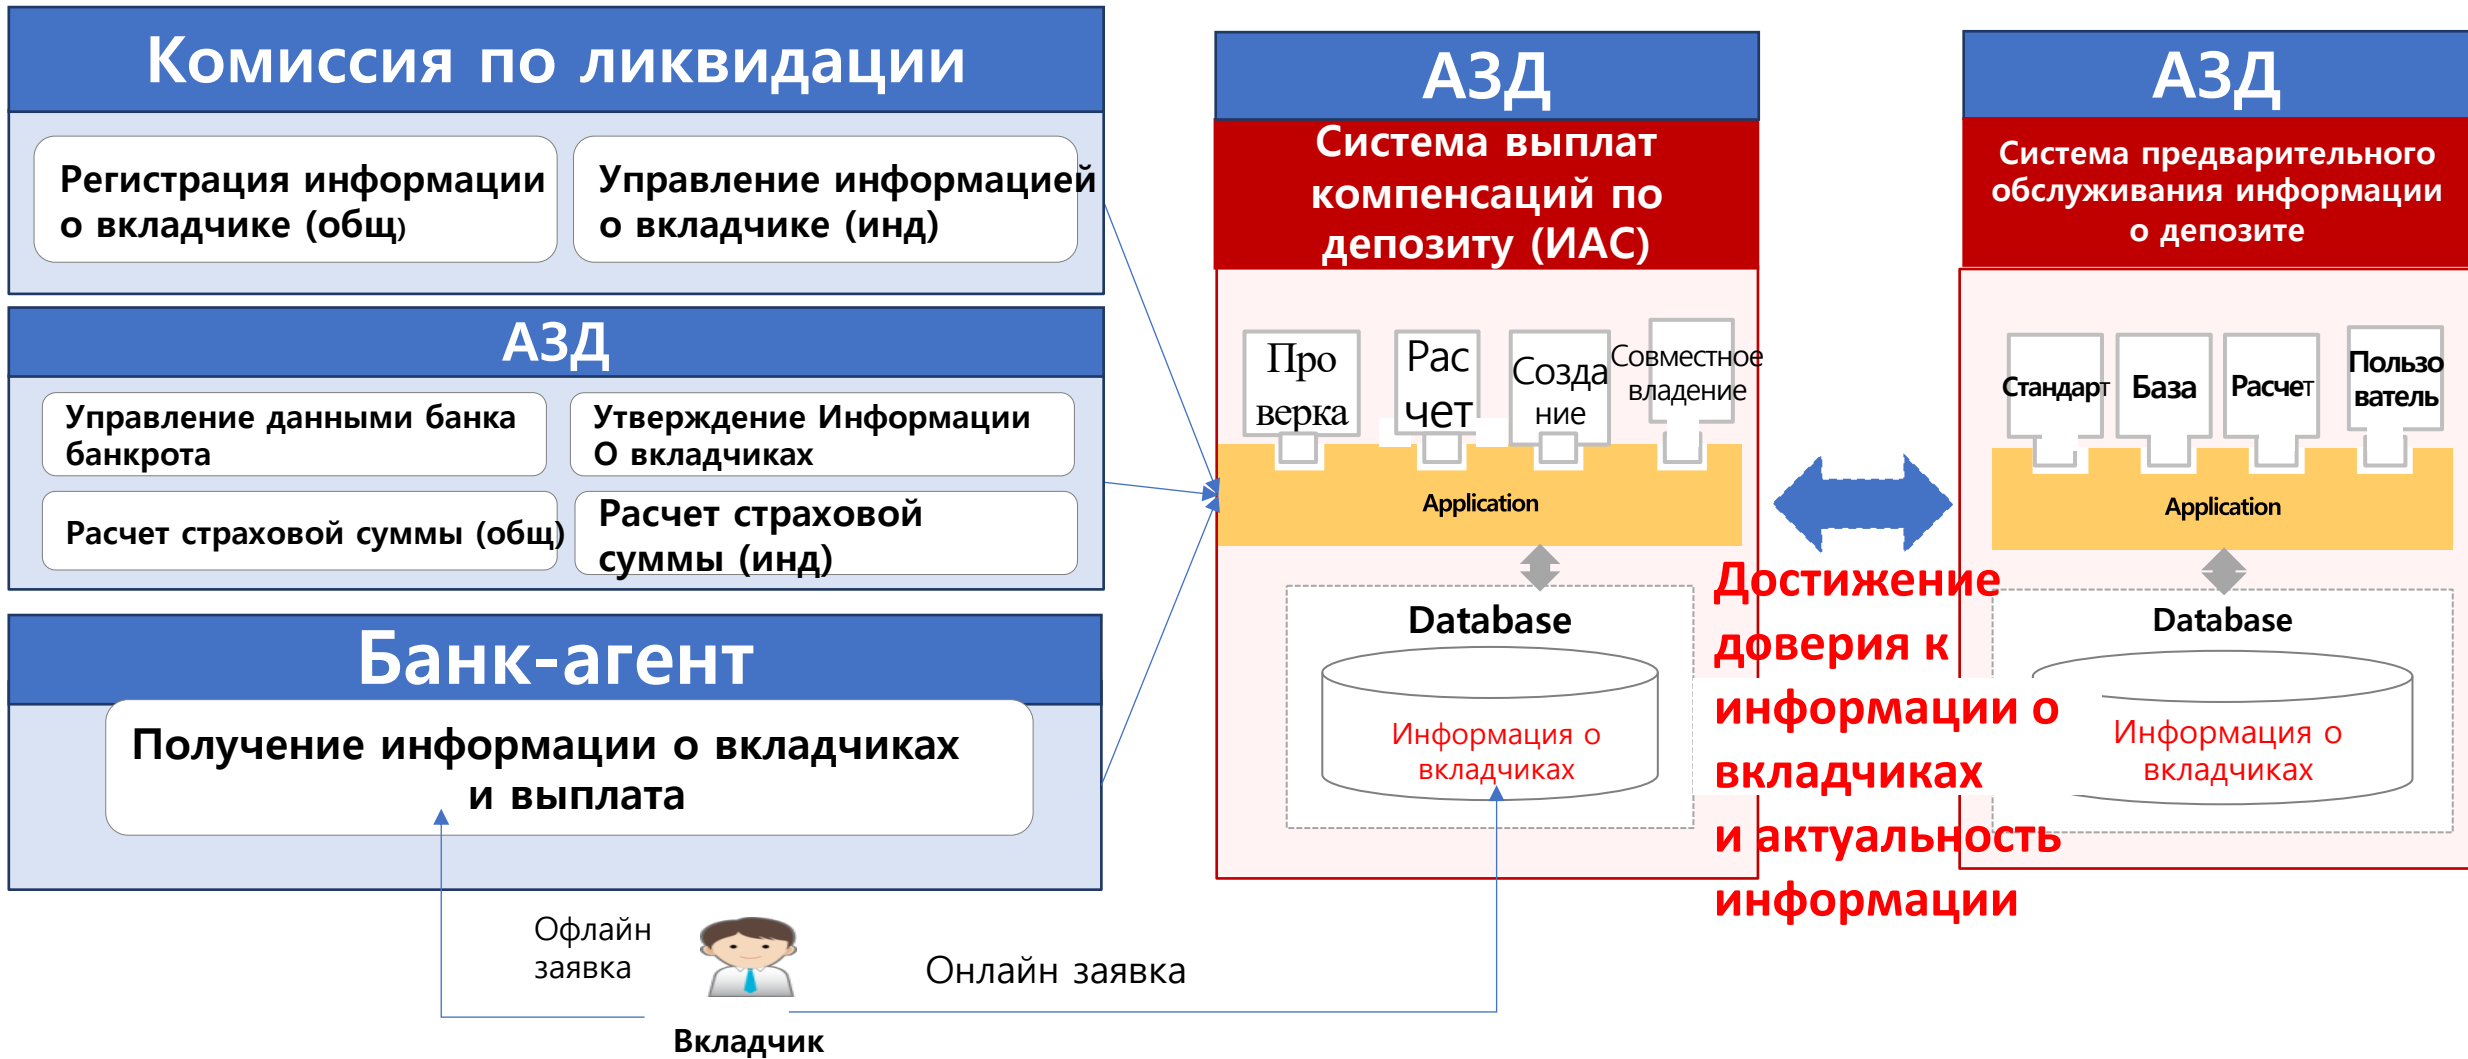 Комиссия по ликвидации
Регистрация информации
о вкладчике (общ)
Управление информацией
о вкладчике (инд)
АЗД
Управление данными банка
банкрота
Утверждение Информации
О вкладчиках
Расчет страховой суммы (общ)
Расчет страховой
суммы (инд)
Банк-агент
Получение информации о вкладчиках
и выплата
Офлайн
заявка
Онлайн заявка
Вкладчик
АЗД
Система выплат
компенсаций по
депозиту (ИАС)
Про
верка
Рас
чет
Созда
ние
Совместное
владение
Application
Database
Информация о
вкладчиках
Достижение
доверия к
информации о
вкладчиках
и актуальность
информации
АЗД
Система предварительного
обслуживания информации
о депозите
Стандарт
База
Расчет
Пользо
ватель
Application
Database
Информация о
вкладчиках